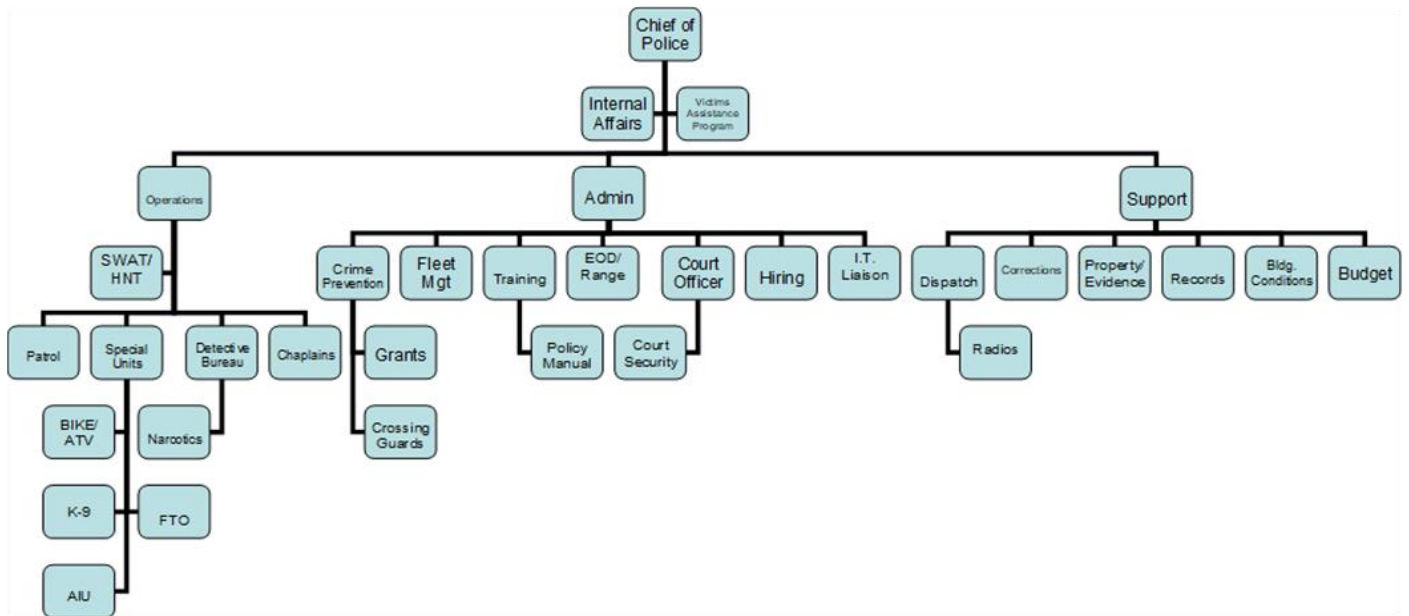 Chief of
Police
Internal
Affairs
Victims
Assistance
Program
Operations
Admin
Support
SWAT/
HNT
Crime
Prevention
Fleet
Mgt
Training
EOD/
Range
Court
Officer
Hiring
I.T.
Liaison
Dispatch
Corrections
Property/
Evidence
Records
Bldg.
Conditions
Budget
Patrol
Special
Units
Detective
Bureau
Chaplains
Grants
Policy
Manual
Court
Security
Radios
BIKE/
ATV
Narcotics
Crossing
Guards
K-9
FTO
AIU